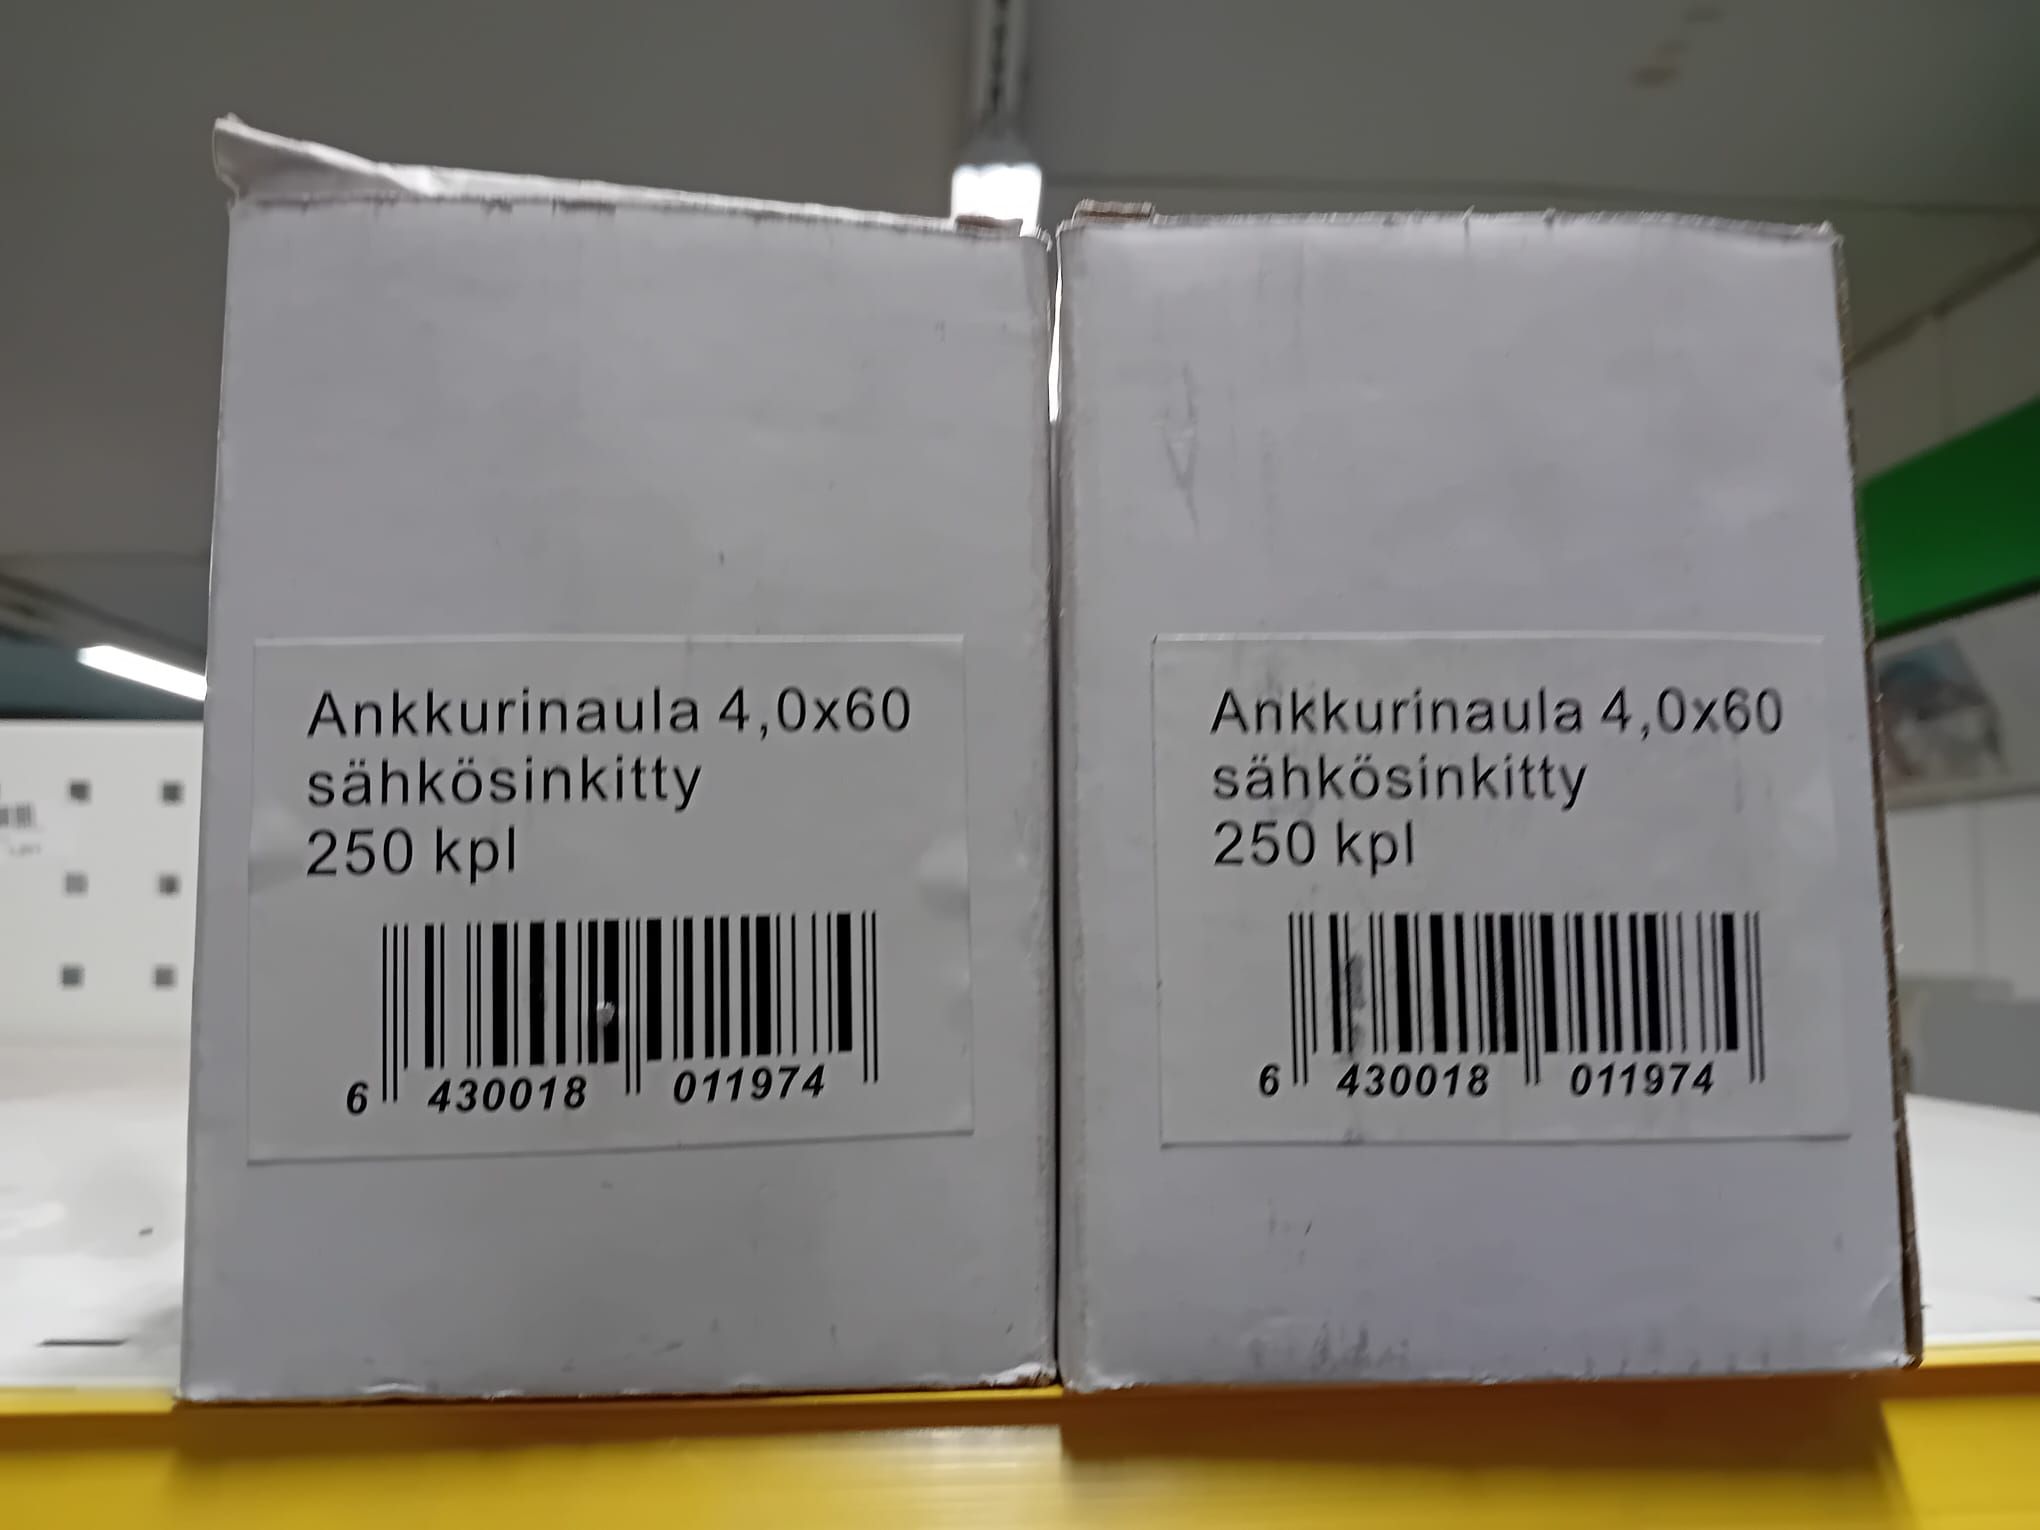 Ankkurinaula 4,0x60
sähkösinkitty
250 kpl
6 430018 011974
Ankkurinaula 4,0x60
sähkösinkitty
250 kpl
6 430018 011974